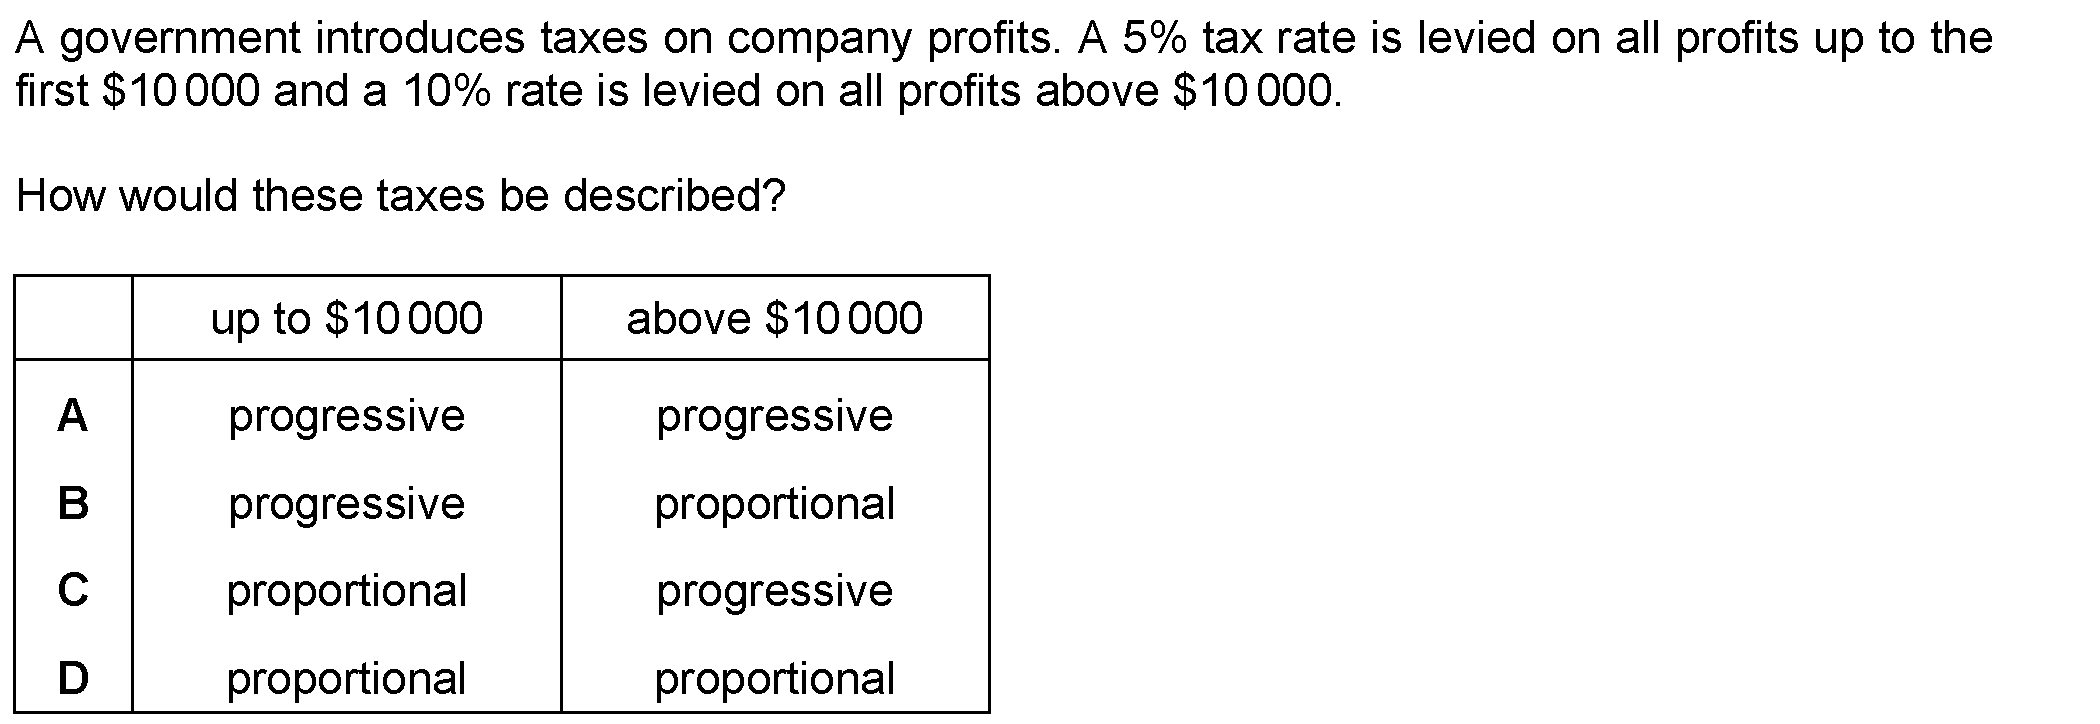 A government introduces taxes on company profits. A 5% tax rate is levied on all profits up to the
first $10 000 and a 10% rate is levied on all profits above $10 000.
How would these taxes be described?
up to $10 000 above $10 000
A progressive progressive
B progressive proportional
C proportional progressive
D proportional proportional